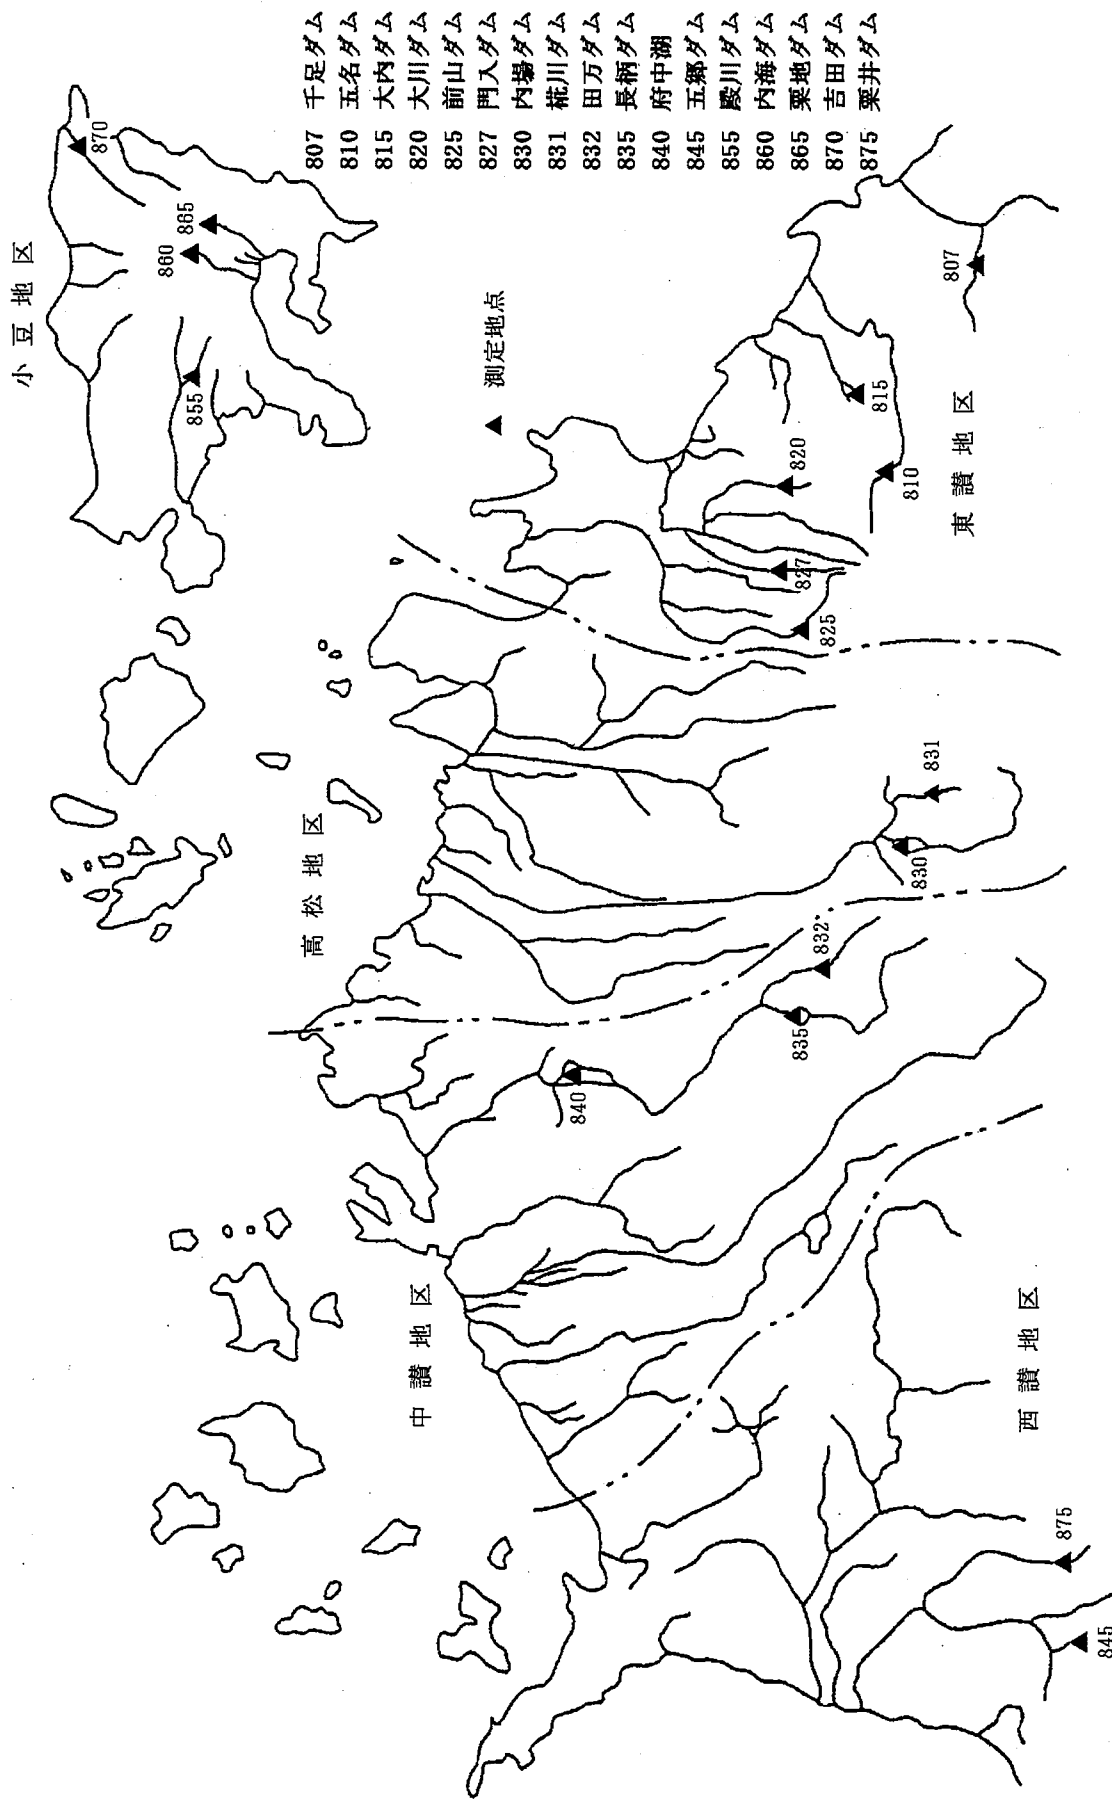 807 千足ダム
810 五名ダム
815 大内ダム
820 大川ダム
825 前山ダム
827 門入ダム
830 内場ダム
831 椛川ダム
832 田万ダム
835 長柄ダム
840 府中湖
845 五郷ダム
855 殿川ダム
860 内海ダム
865 粟地ダム
870 吉田ダム
875 粟井ダム
小豆地区
870
865
860
855
▲ 測定地点
高松地区
807
815
820
810
東讃地区
827
825
831
830
832
835
840
中讃地区
西讃地区
875
845